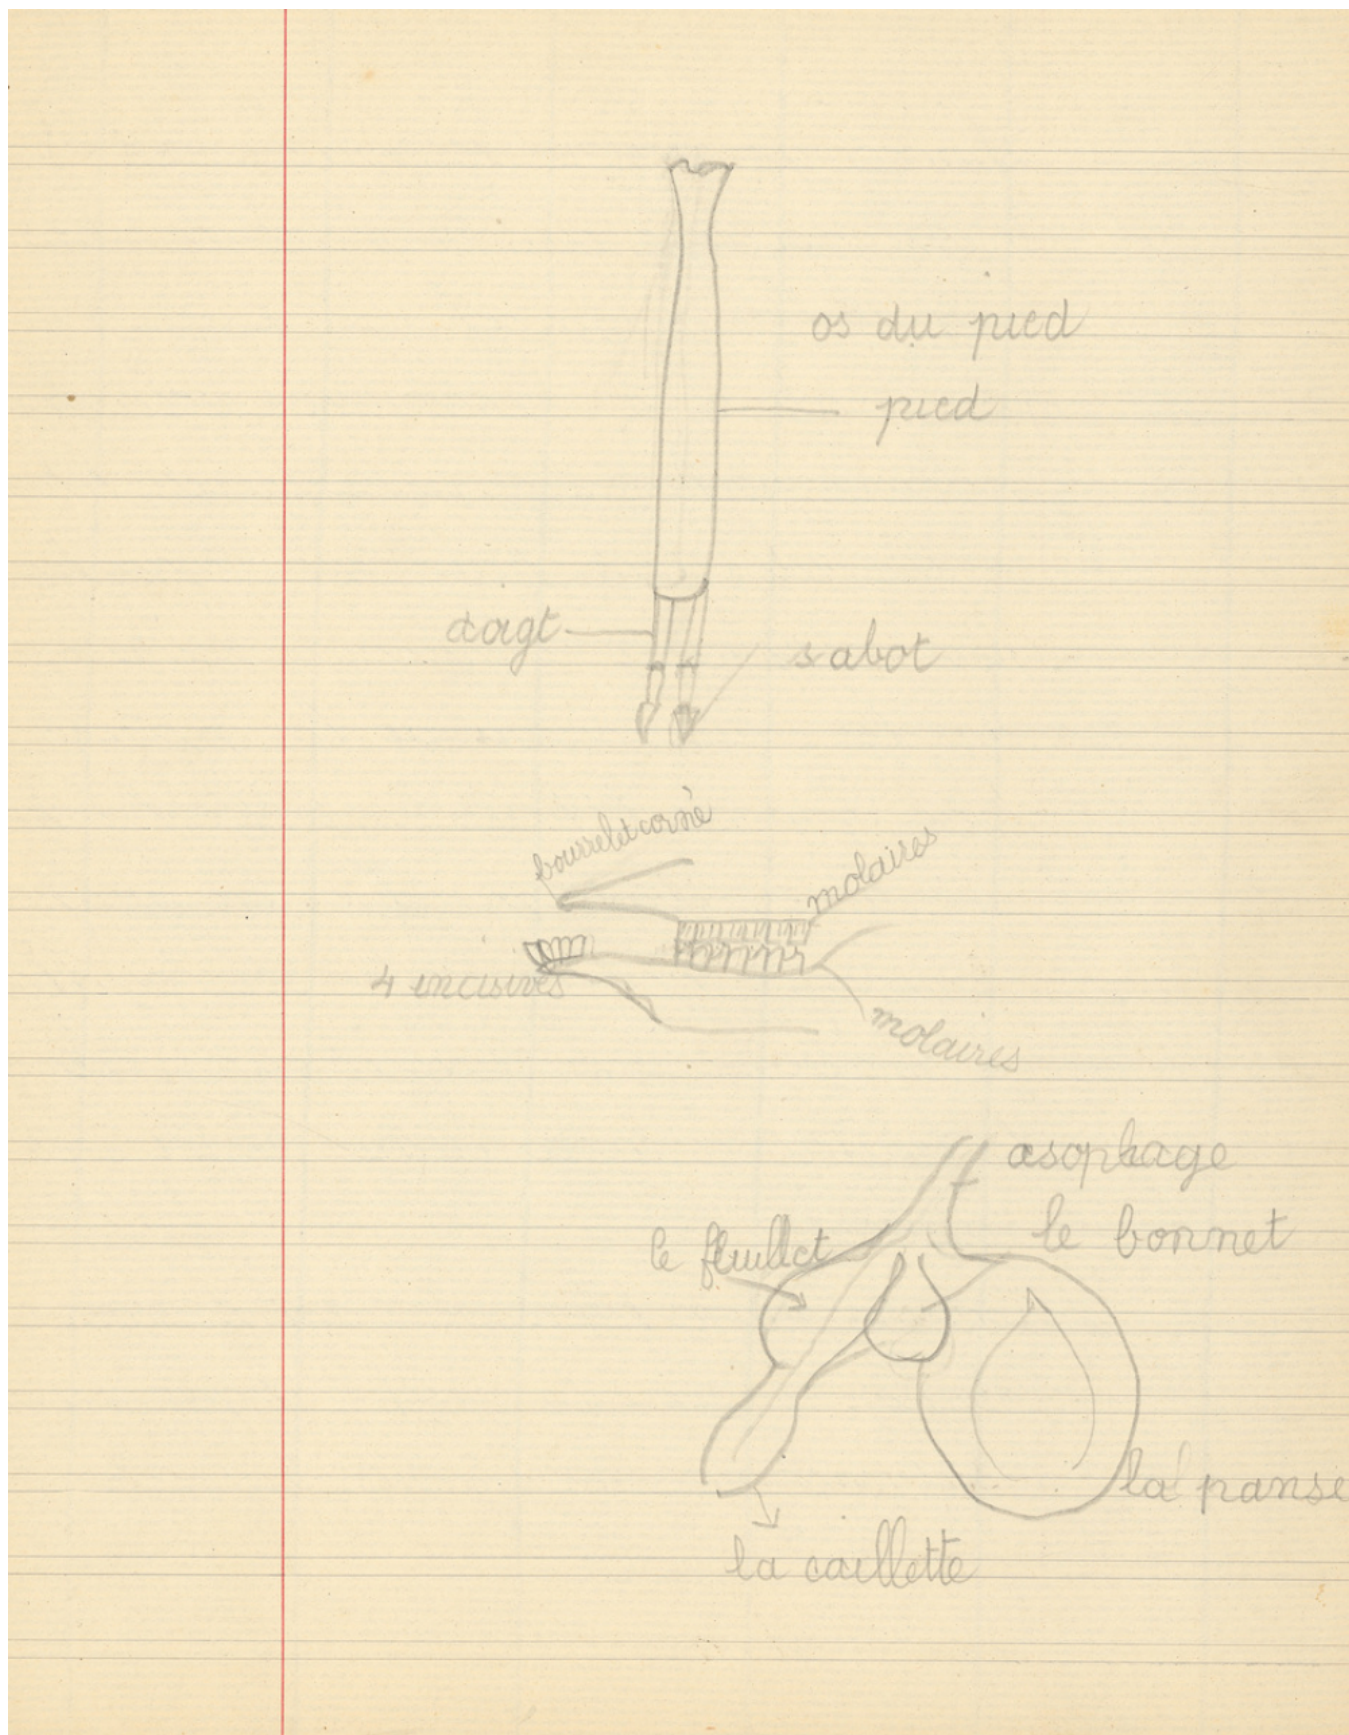 os du pied
pied
doigt
sabot
bourrelet corné
molaires
4 incisives
molaires
œsophage
le bonnet
le feuillet
la panse
la caillette